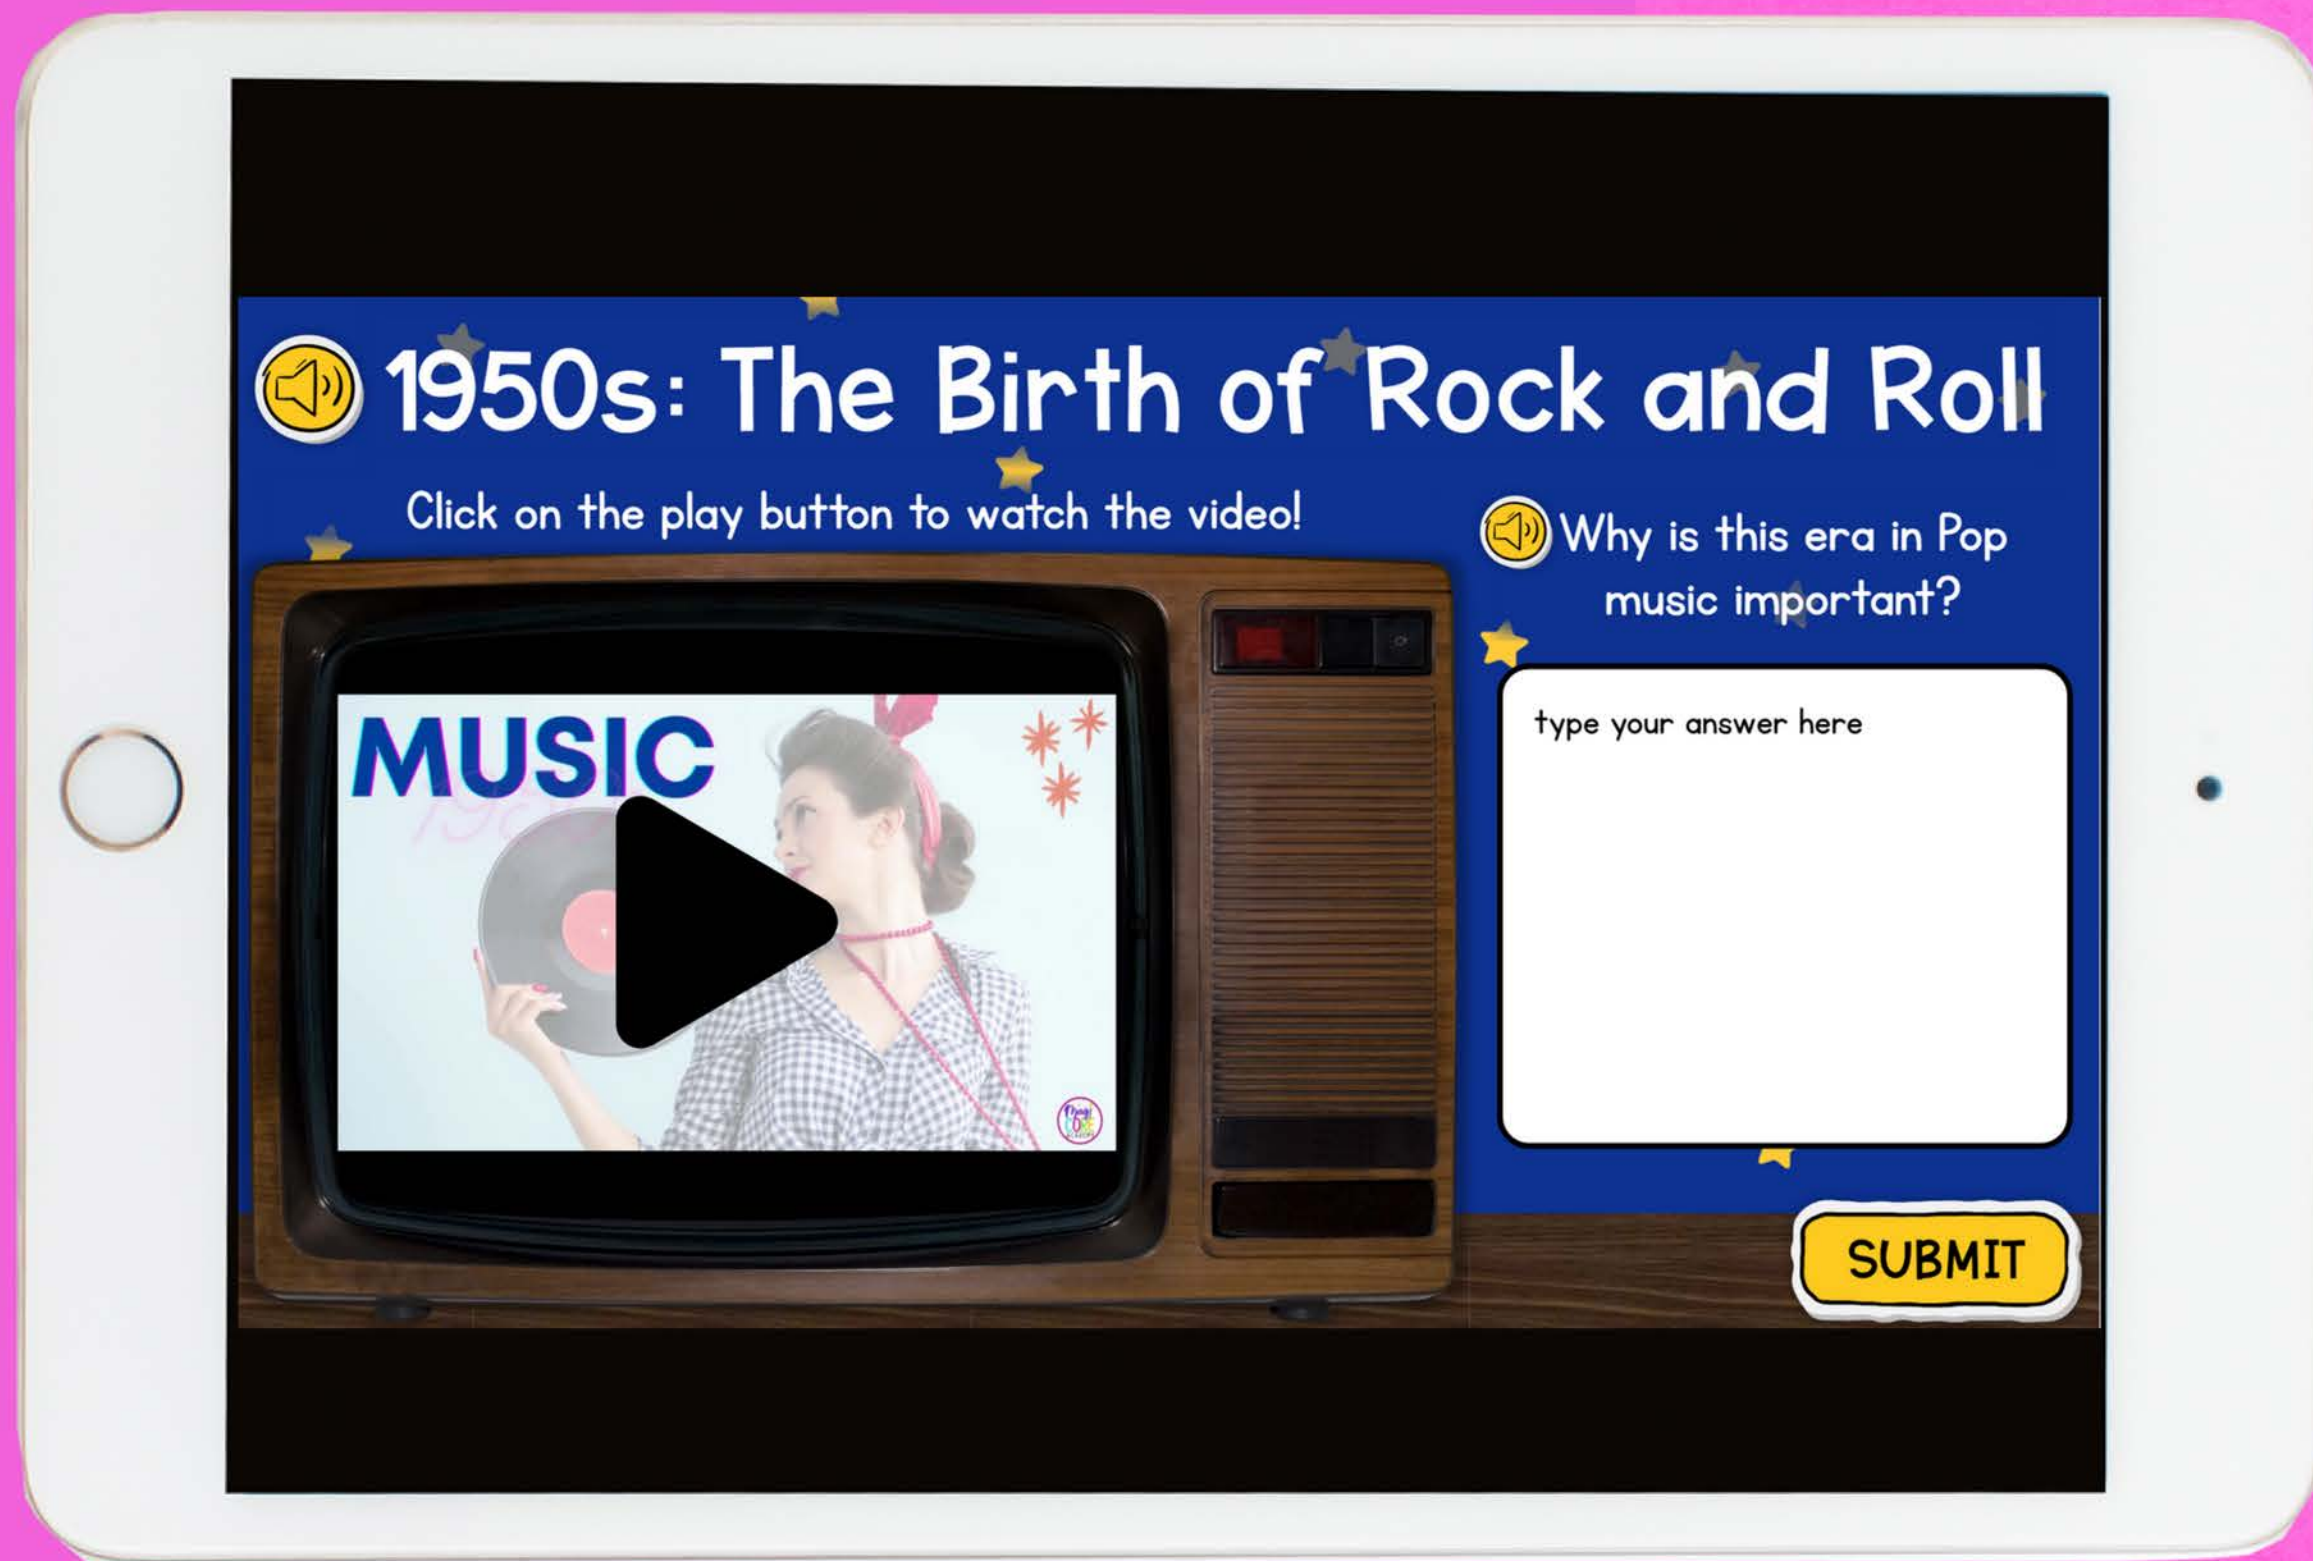 1950s: The Birth of Rock and Roll
Click on the play button to watch the video!
Why is this era in Pop
music important?
MUSIC
type your answer here
SUBMIT